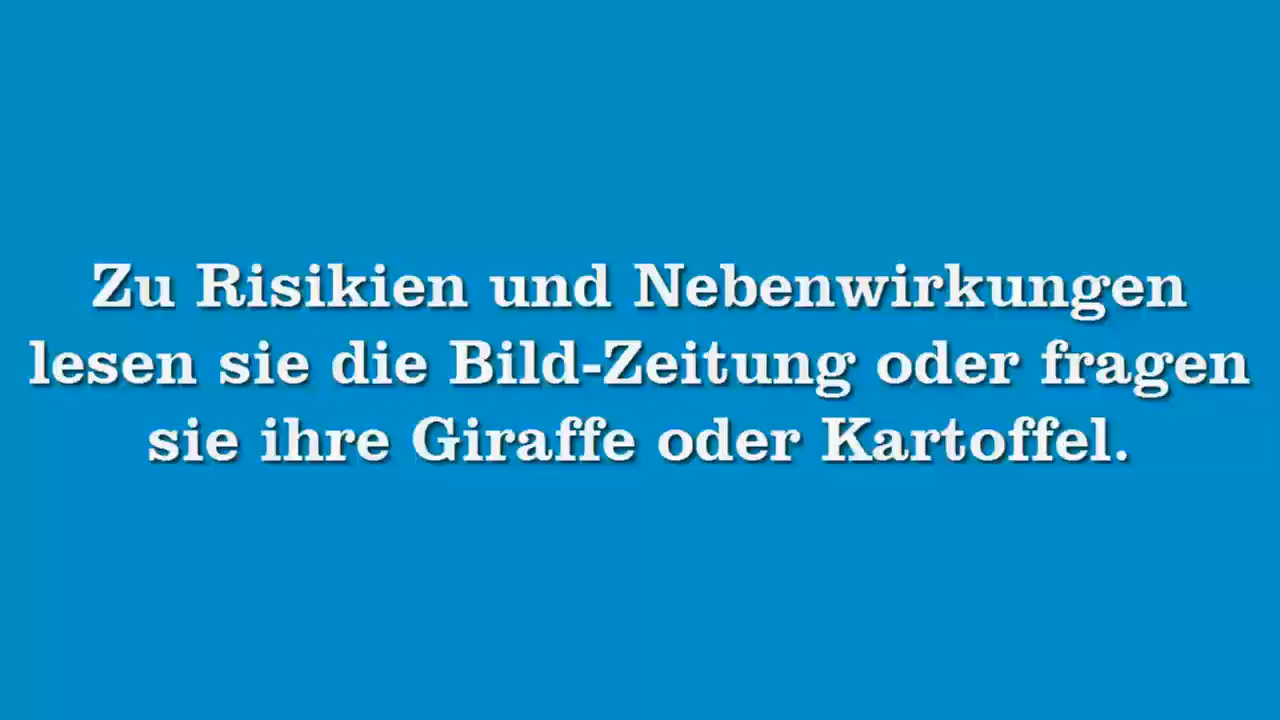 Zu Risikien und Nebenwirkungen
lesen sie die Bild-Zeitung oder fragen
sie ihre Giraffe oder Kartoffel.